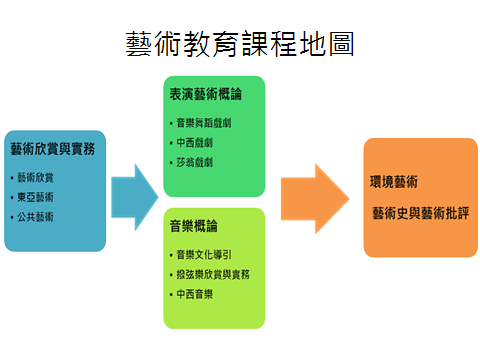 藝術教育課程地圖
藝術欣賞與實務
• 藝術欣賞
• 東亞藝術
• 公共藝術
表演藝術概論
• 音樂舞蹈戲劇
• 中西戲劇
• 莎翁戲劇
音樂概論
• 音樂文化導引
• 撥弦樂欣賞與實務
• 中西音樂
環境藝術
藝術史與藝術批評